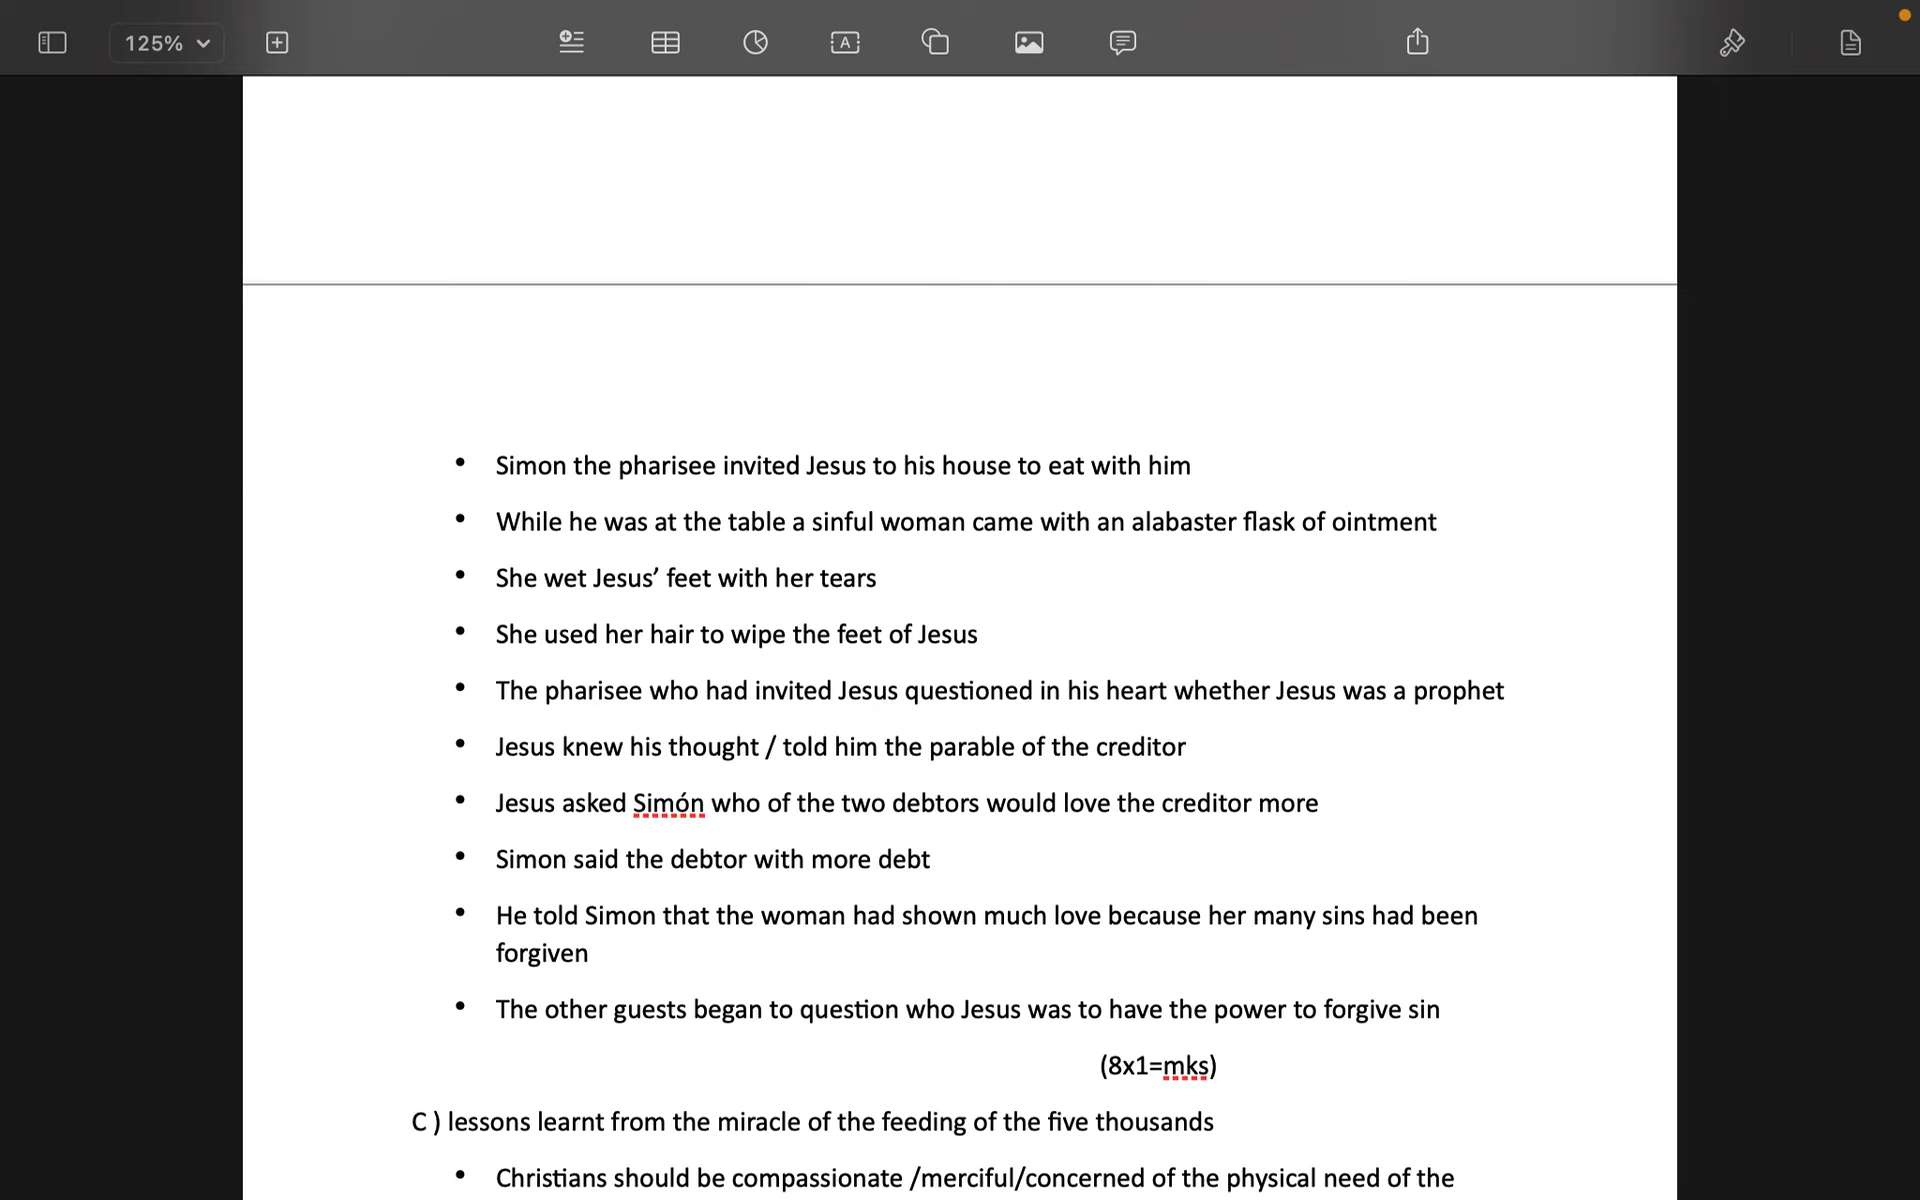 125%
A
• Simon the pharisee invited Jesus to his house to eat with him
• While he was at the table a sinful woman came with an alabaster flask of ointment
• She wet Jesus’ feet with her tears
• She used her hair to wipe the feet of Jesus
• The pharisee who had invited Jesus questioned in his heart whether Jesus was a prophet
• Jesus knew his thought / told him the parable of the creditor
• Jesus asked Simón who of the two debtors would love the creditor more
• Simon said the debtor with more debt
• He told Simon that the woman had shown much love because her many sins had been
forgiven
• The other guests began to question who Jesus was to have the power to forgive sin
(8x1=mks)
C ) lessons learnt from the miracle of the feeding of the five thousands
• Christians should be compassionate /merciful/concerned of the physical need of the